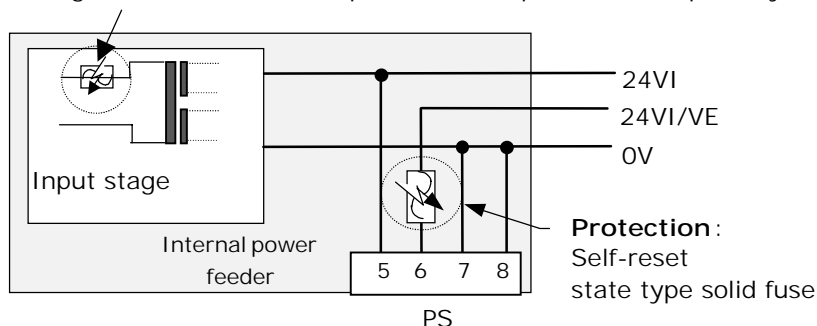 24VI
24VI/VE
0V
Input stage
Internal power
feeder
5 6 7 8
PS
Protection :
Self-reset
state type solid fuse